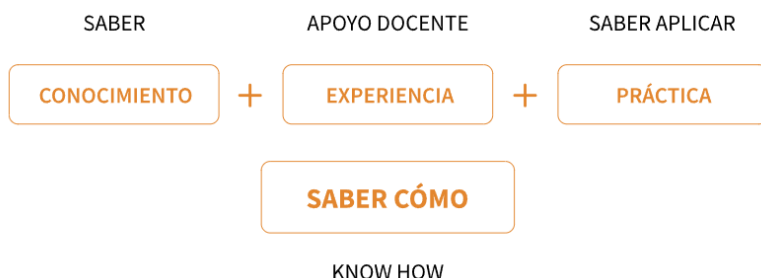 SABER APOYO DOCENTE SABER APLICAR
CONOCIMIENTO + EXPERIENCIA + PRÁCTICA
SABER CÓMO
KNOW HOW